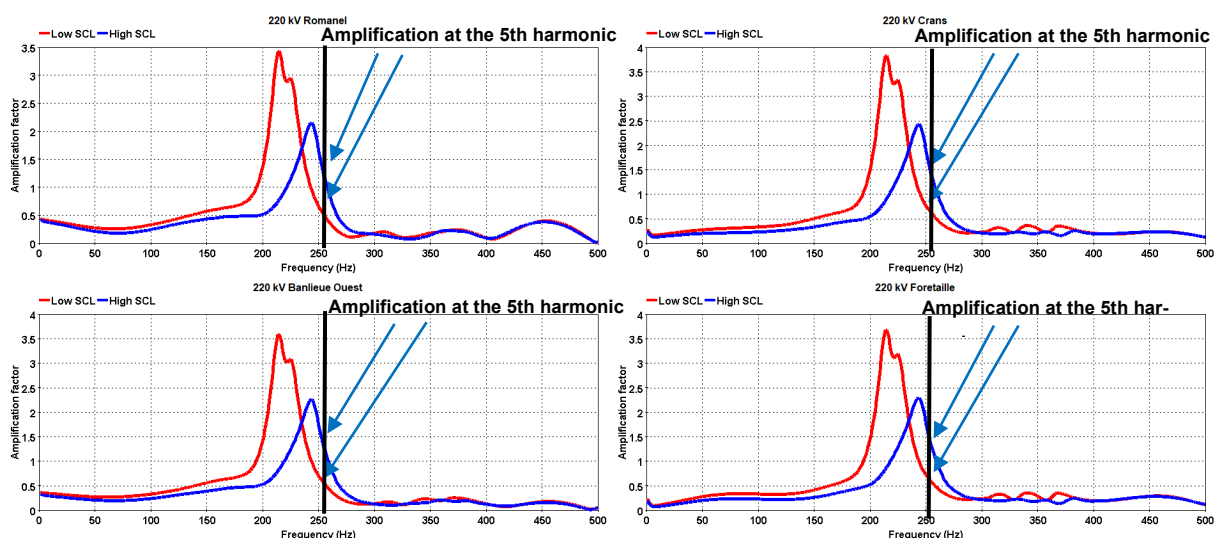 220 kV Romanel
Low SCL High SCL
Amplification at the 5th harmonic
Amplification factor
3.5
3
2.5
2
1.5
1
0.5
0
0 50 100 150 200 250 300 350 400 450 500
Frequency (Hz)
220 kV Crans
Low SCL High SCL
Amplification at the 5th harmonic
Amplification factor
4
3.5
3
2.5
2
1.5
1
0.5
0
0 50 100 150 200 250 300 350 400 450 500
Frequency (Hz)
220 kV Banlieue Ouest
Low SCL High SCL
Amplification at the 5th harmonic
Amplification factor
4
3.5
3
2.5
2
1.5
1
0.5
0
0 50 100 150 200 250 300 350 400 450 500
Frequency (Hz)
220 kV Foretaille
Low SCL High SCL
Amplification at the 5th har-
Amplification factor
4
3.5
3
2.5
2
1.5
1
0.5
0
0 50 100 150 200 250 300 350 400 450 500
Frequency (Hz)